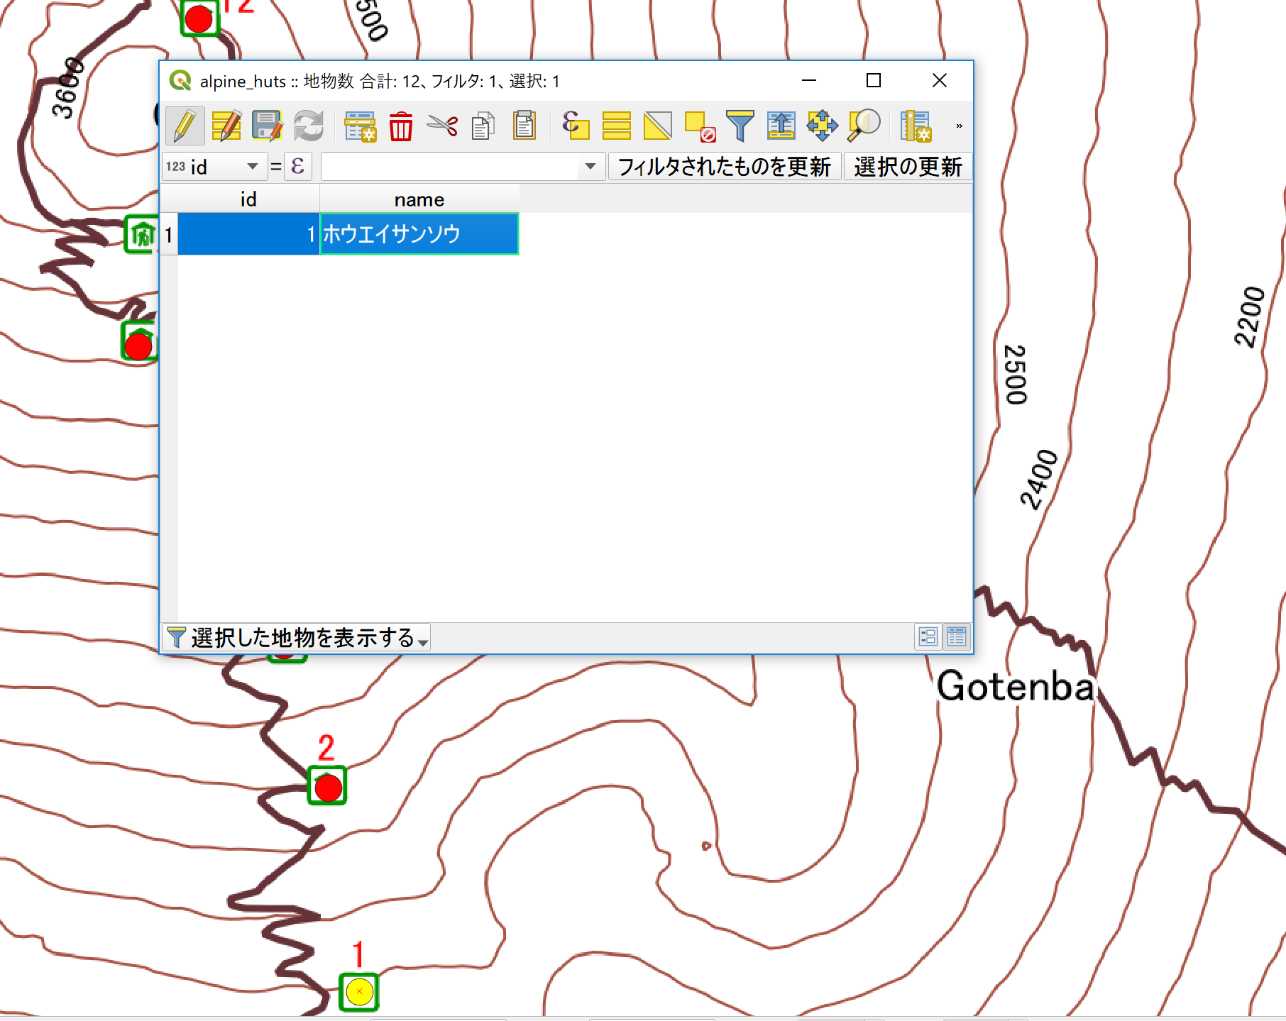 12
500
3600
alpine_huts :: 地物数 合計: 12、フィルタ: 1、選択: 1
»
123 id = ε フィルタされたものを更新 選択の更新
id name
1 1 ホウエイサンソウ
2200
2500
2400
選択した地物を表示する
Gotenba
2
1